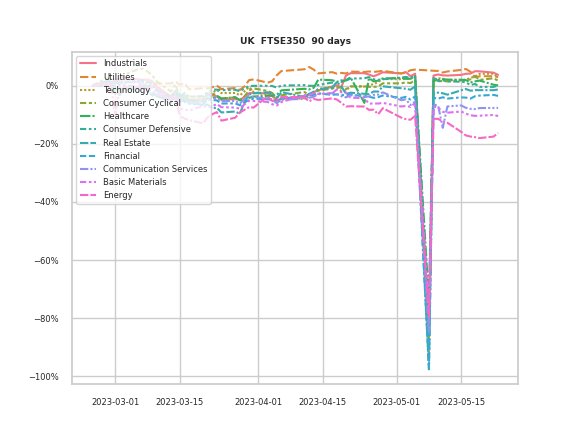 UK FTSE350 90 days
Industrials
Utilities
Technology
Consumer Cyclical
Healthcare
Consumer Defensive
Real Estate
Financial
Communication Services
Basic Materials
Energy
0%
−20%
−40%
−60%
−80%
−100%
2023-03-01 2023-03-15 2023-04-01 2023-04-15 2023-05-01 2023-05-15